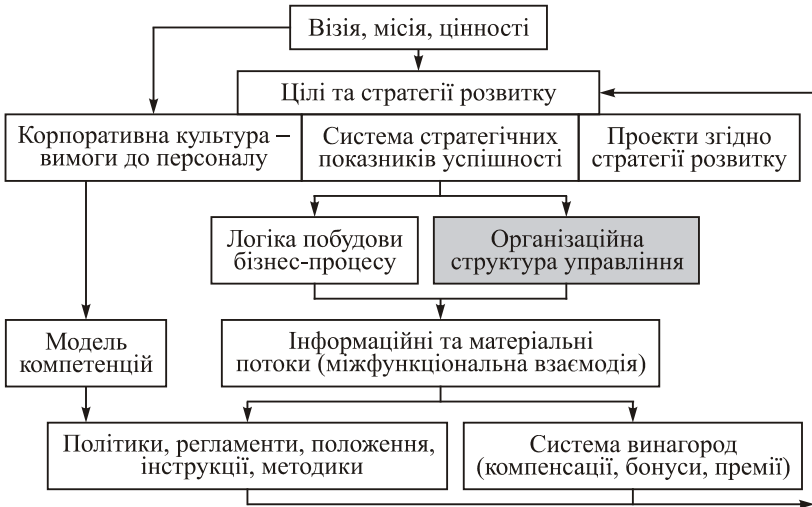 Візія, місія, цінності
Цілі та стратегії розвитку
Корпоративна культура –
вимоги до персоналу
Система стратегічних
показників успішності
Проекти згідно
стратегії розвитку
Логіка побудови
бізнес-процесу
Організаційна
структура управління
Модель
компетенцій
Інформаційні та матеріальні
потоки (міжфункціональна взаємодія)
Політики, регламенти, положення,
інструкції, методики
Система винагород
(компенсації, бонуси, премії)